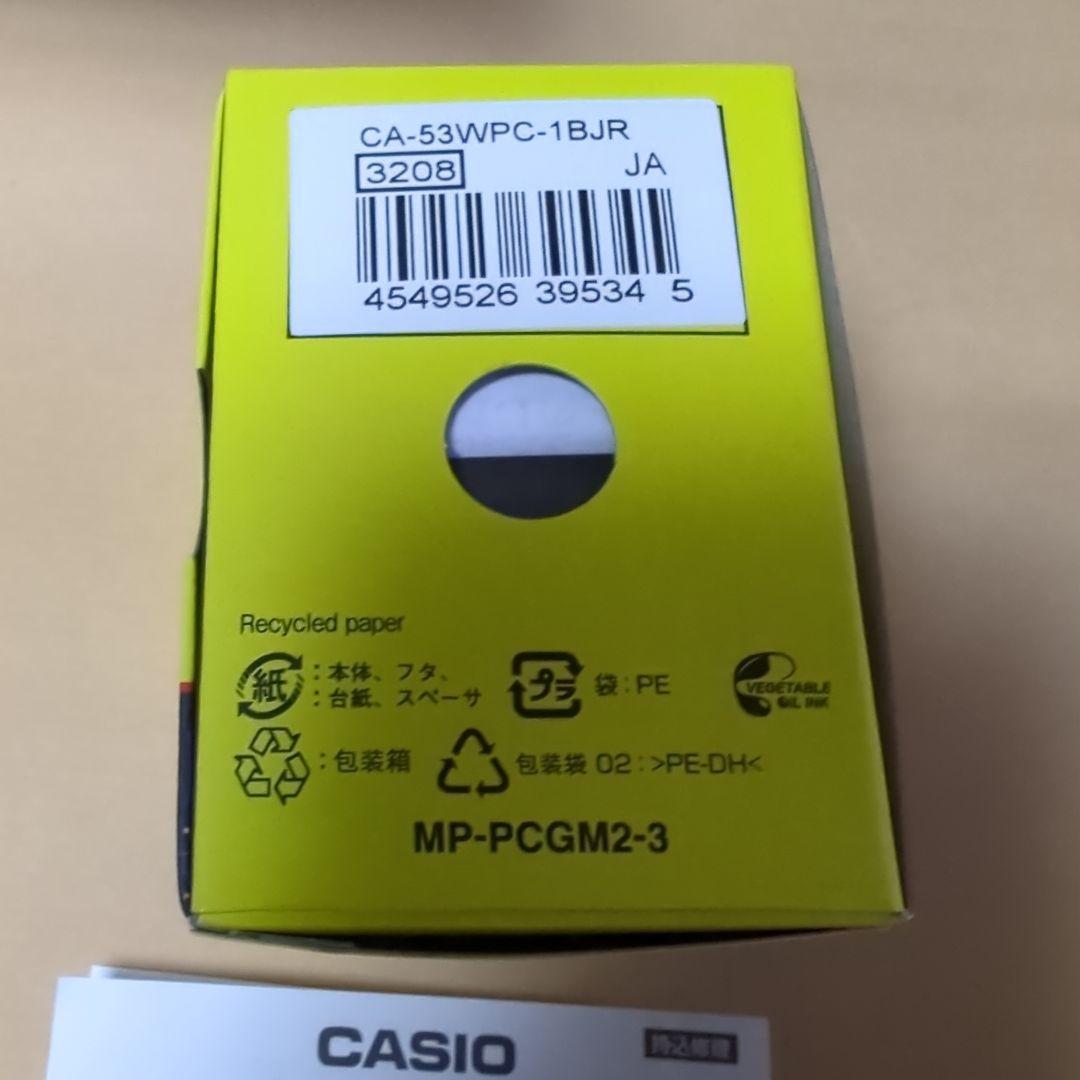 CA-53WPC-1BJR
3208 JA
4549526 39534 5
Recycled paper
紙 :本体、フタ、
:台紙、スペーサ
プラ 袋:PE
VEGETABLE
OIL INK
:包装箱
包装袋 02:>PE-DH<
MP-PCGM2-3
CASIO
持込修理